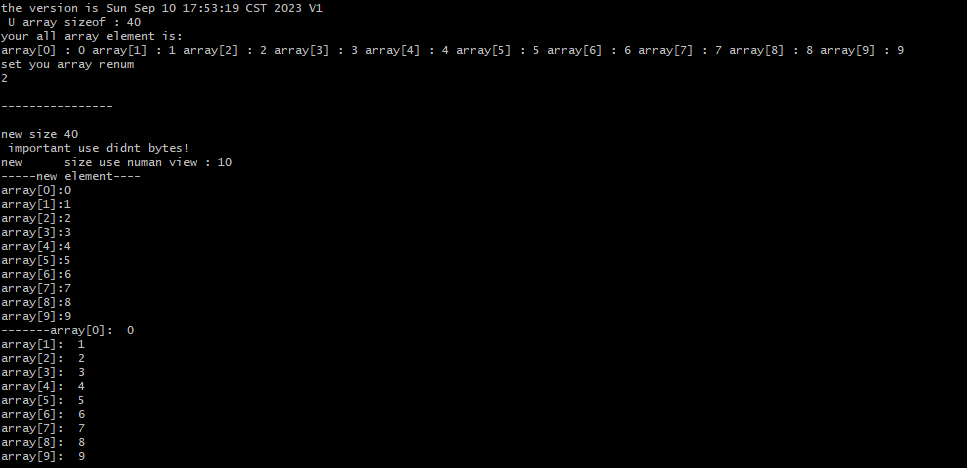 the version is Sun Sep 10 17:53:19 CST 2023 V1
 U array sizeof : 40
your all array element is:
array[0] : 0 array[1] : 1 array[2] : 2 array[3] : 3 array[4] : 4 array[5] : 5 array[6] : 6 array[7] : 7 array[8] : 8 array[9] : 9
set you array renum
2
----------------
new size 40
 important use didnt bytes!
new      size use numan view : 10
-----new element----
array[0]:0
array[1]:1
array[2]:2
array[3]:3
array[4]:4
array[5]:5
array[6]:6
array[7]:7
array[8]:8
array[9]:9
-------array[0]:  0
array[1]:  1
array[2]:  2
array[3]:  3
array[4]:  4
array[5]:  5
array[6]:  6
array[7]:  7
array[8]:  8
array[9]:  9